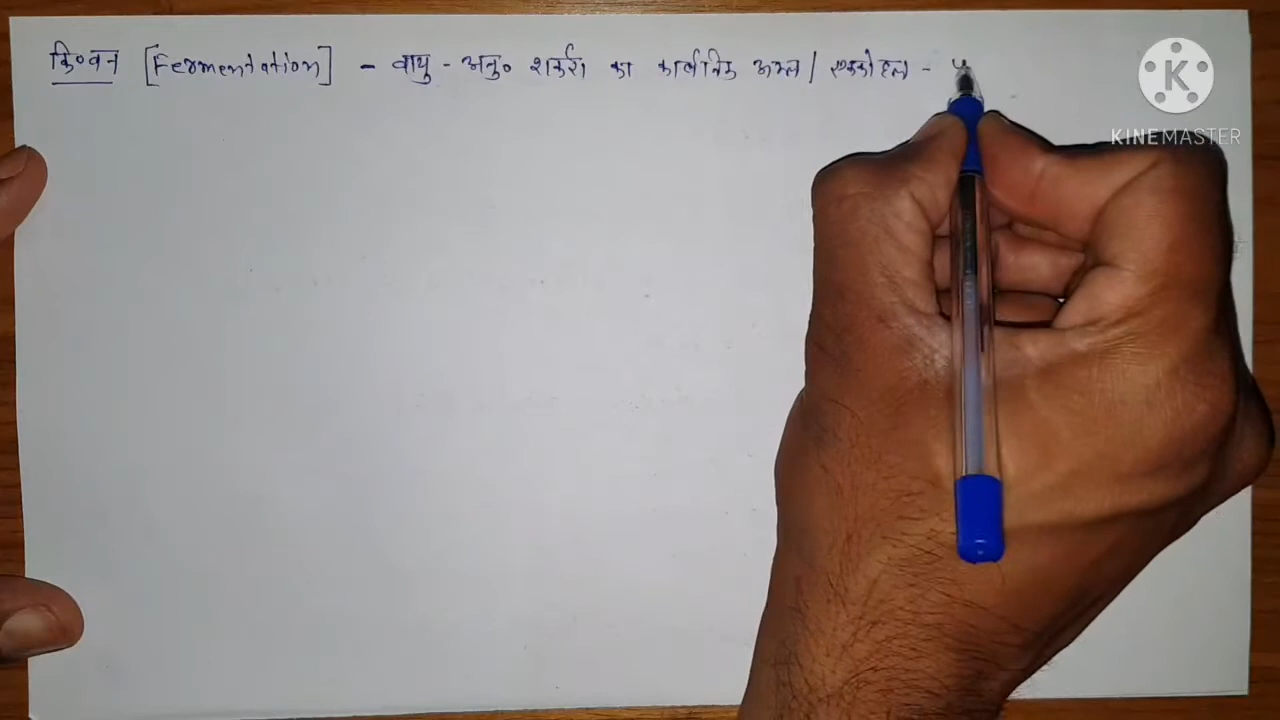 किण्वन [Fermentation] - वायु - अनु० शर्करा का कार्बनिक अम्ल / एल्कोहल -
K
KINEMASTER